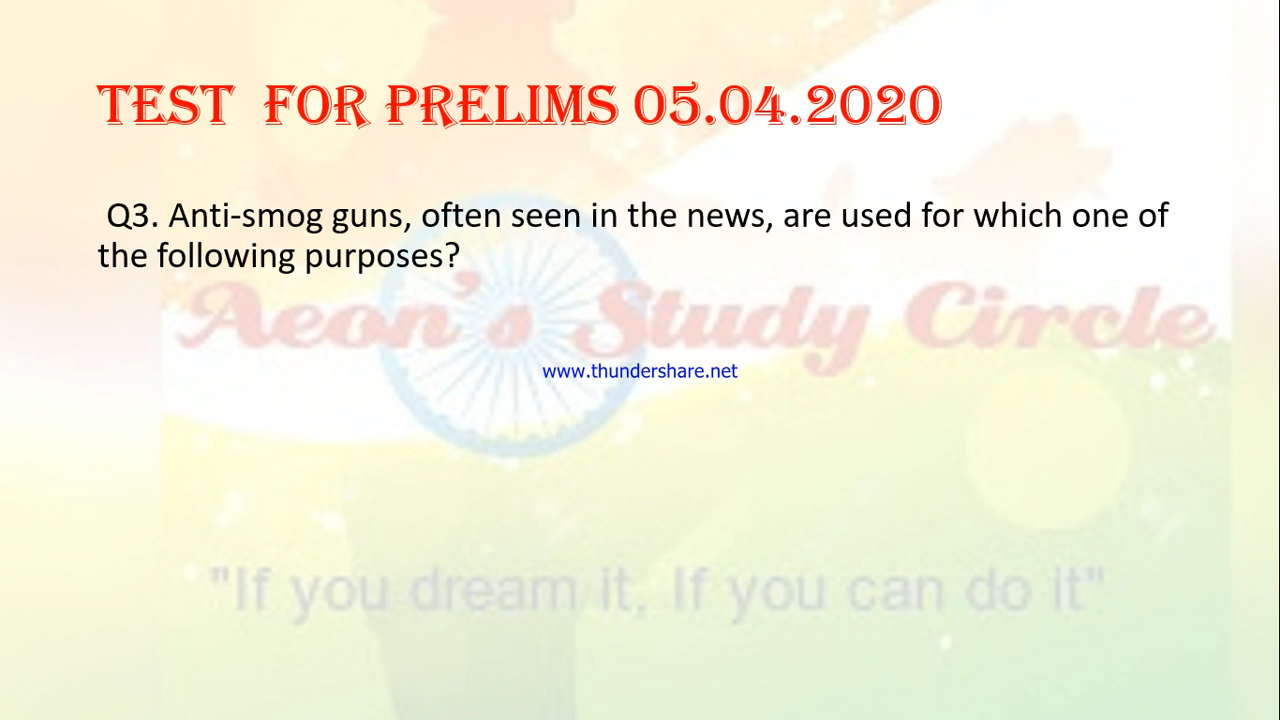 TEST FOR PRELIMS 05.04.2020
Q3. Anti-smog guns, often seen in the news, are used for which one of
the following purposes?
Aeon's Study Circle
www.thundershare.net
"If you dream it, If you can do it"